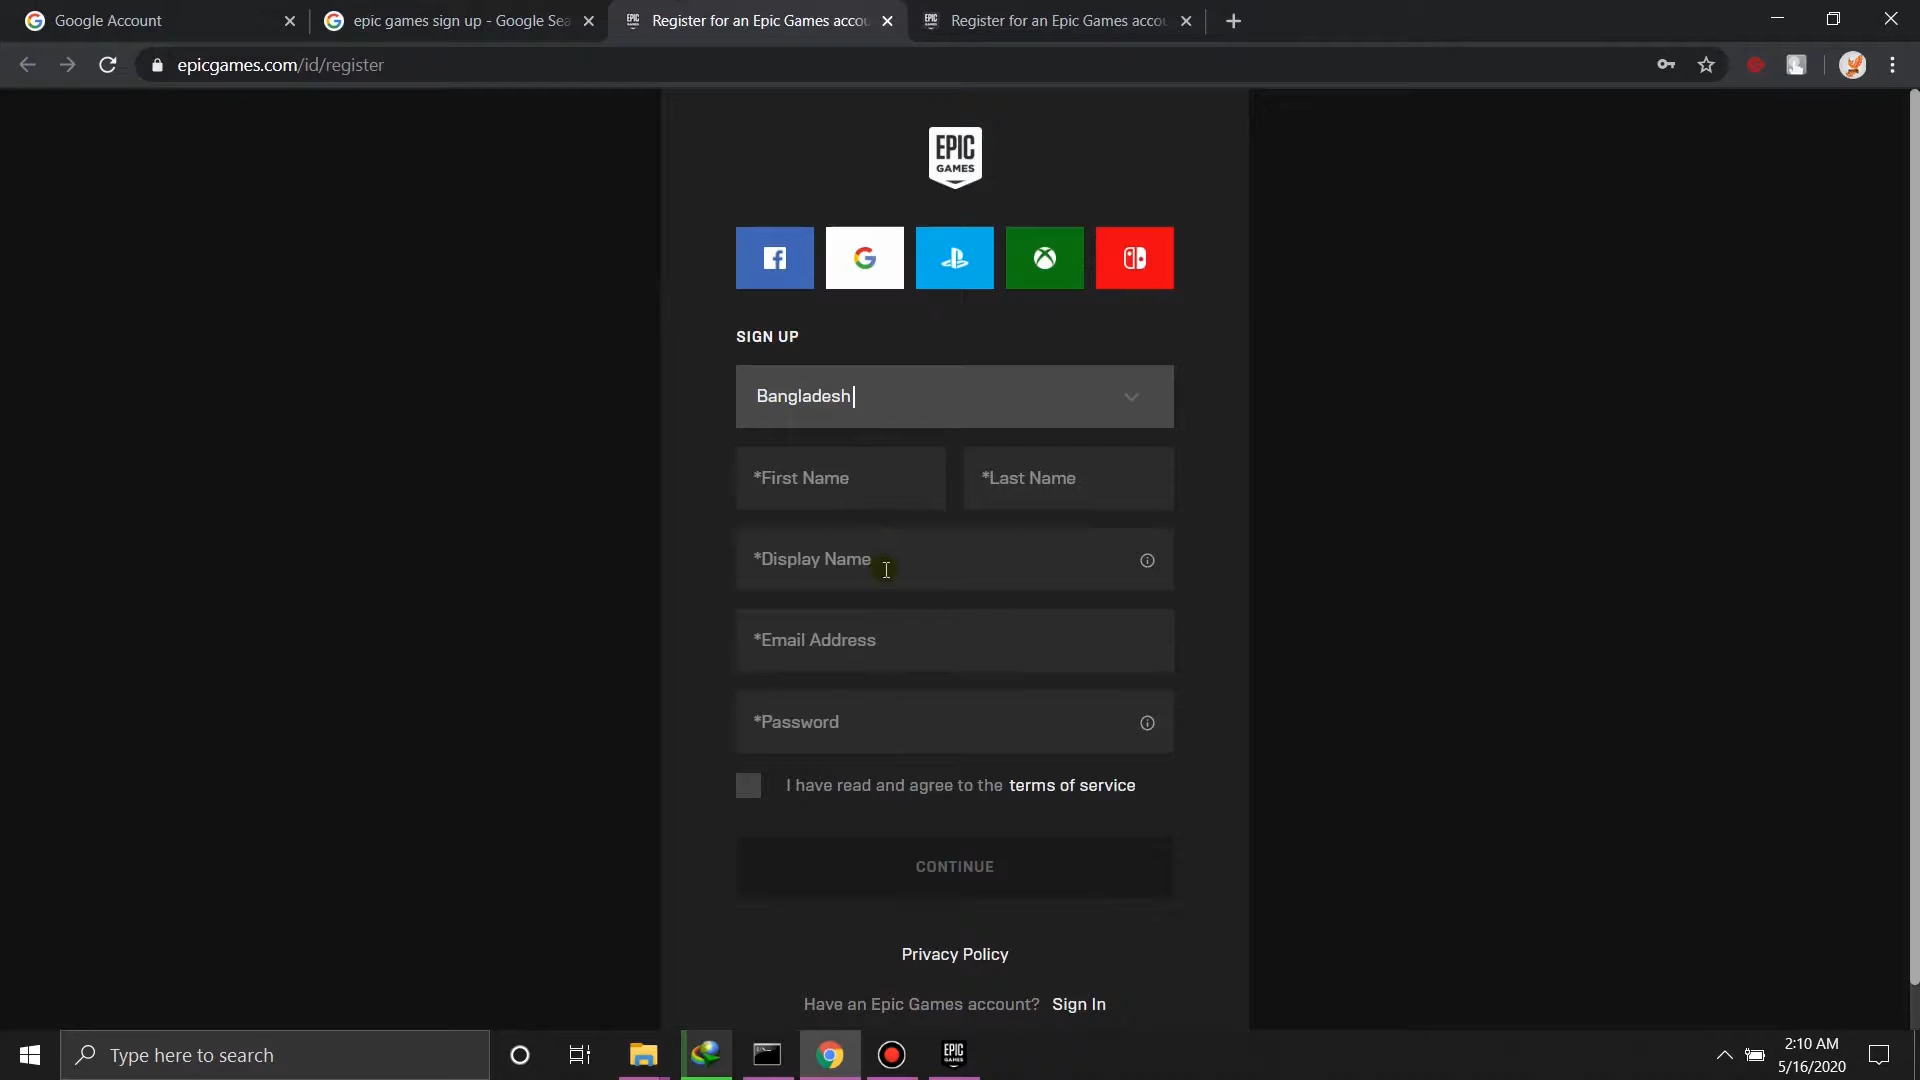 Google Account
epic games sign up - Google Sea
Register for an Epic Games accou
Register for an Epic Games accou
epicgames.com/id/register
EPIC
GAMES
SIGN UP
Bangladesh
*First Name
*Last Name
*Display Name
*Email Address
*Password
I have read and agree to the terms of service
CONTINUE
Privacy Policy
Have an Epic Games account? Sign In
Type here to search
EPIC
GAMES
2:10 AM
5/16/2020